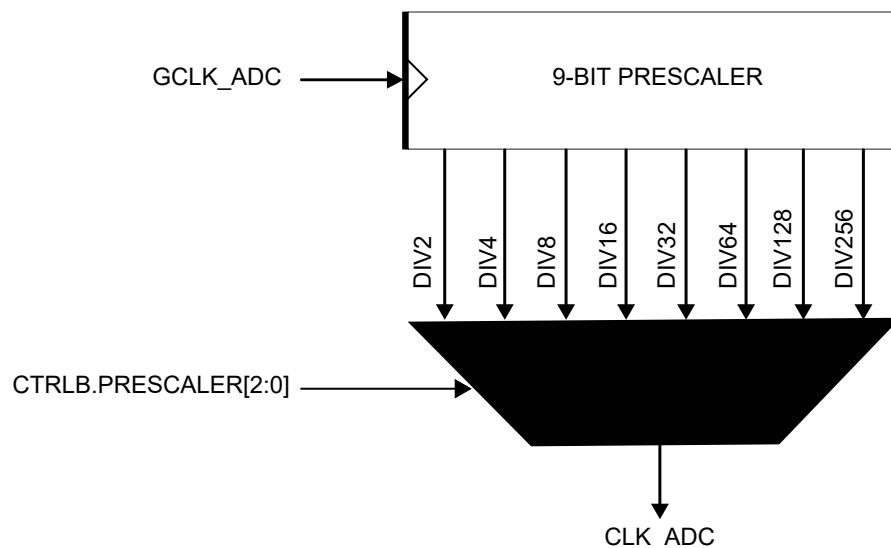 GCLK_ADC
9-BIT PRESCALER
DIV2
DIV4
DIV8
DIV16
DIV32
DIV64
DIV128
DIV256
CTRLB.PRESCALER[2:0]
CLK_ADC